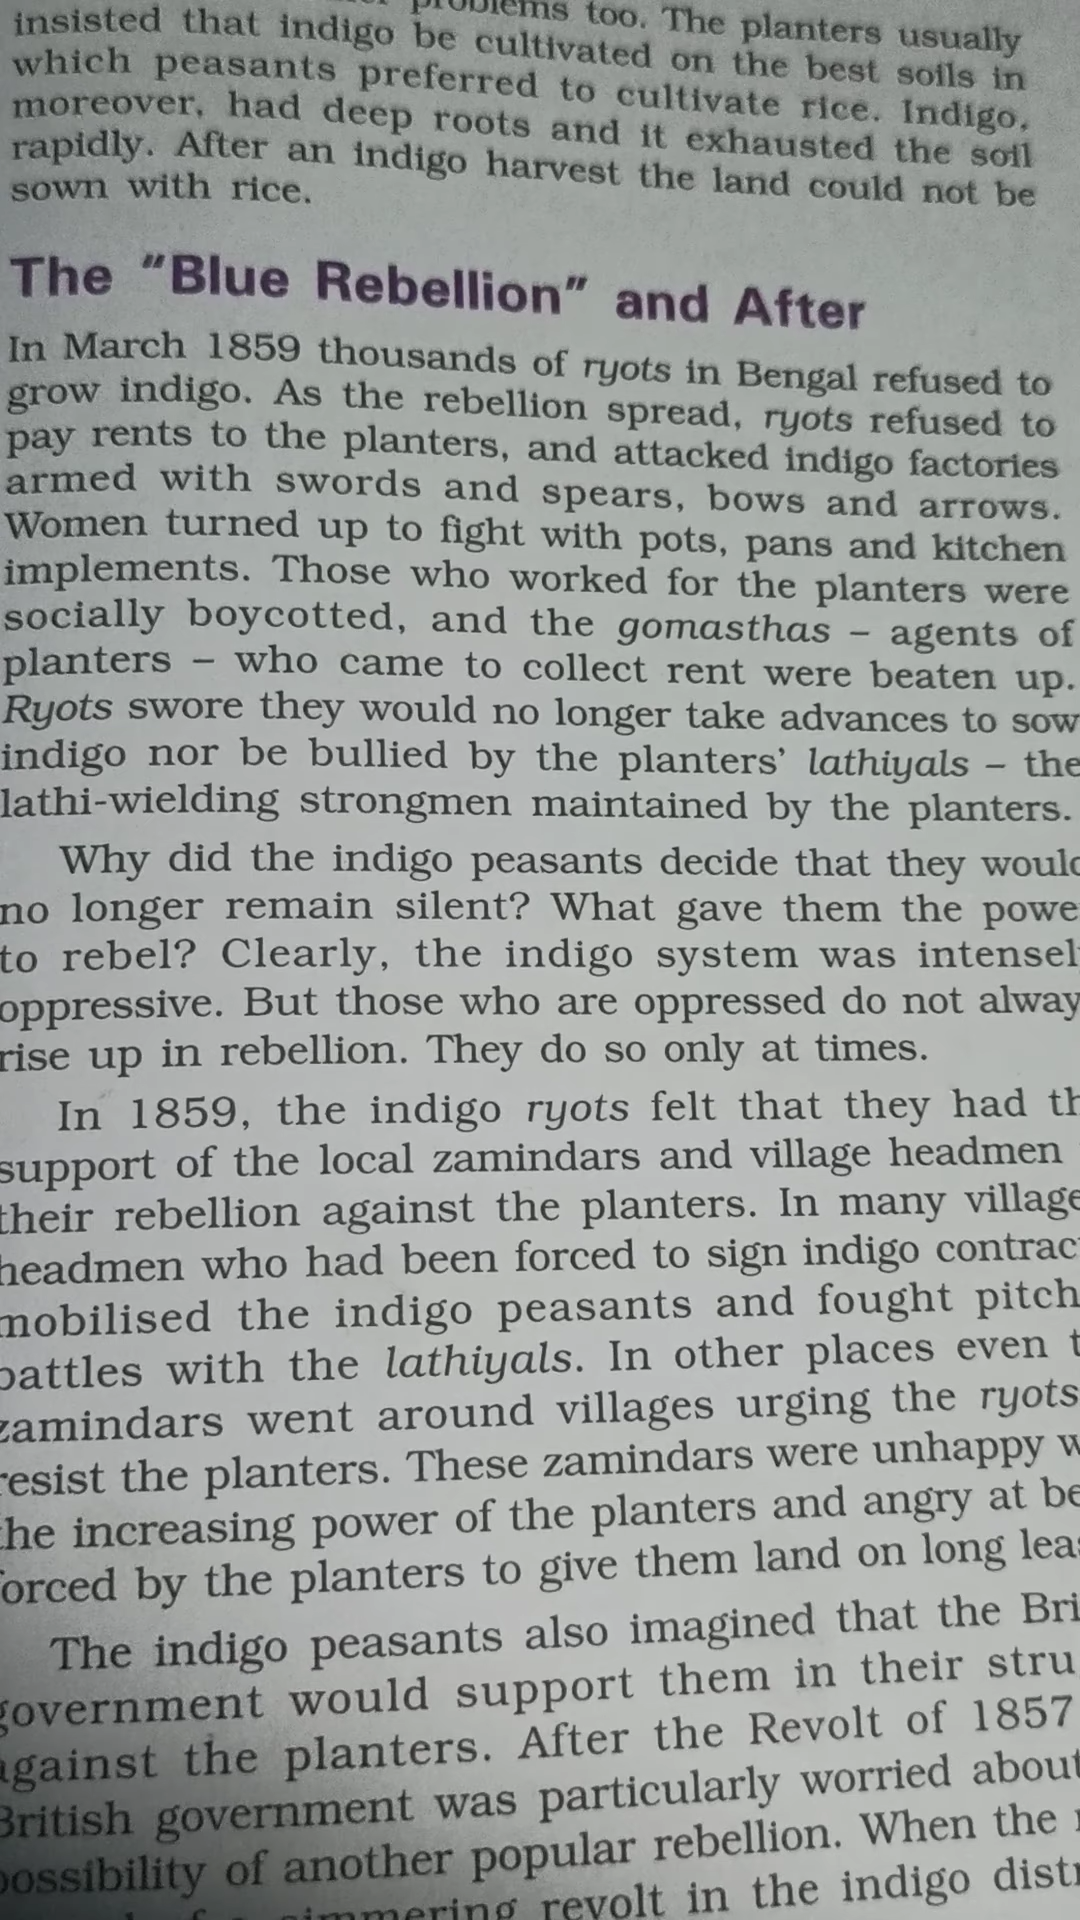 problems too. The planters usually
insisted that indigo be cultivated on the best soils in
which peasants preferred to cultivate rice. Indigo,
moreover, had deep roots and it exhausted the soil
rapidly. After an indigo harvest the land could not be
sown with rice.
The "Blue Rebellion" and After
In March 1859 thousands of ryots in Bengal refused to
grow indigo. As the rebellion spread, ryots refused to
pay rents to the planters, and attacked indigo factories
armed with swords and spears, bows and arrows.
Women turned up to fight with pots, pans and kitchen
implements. Those who worked for the planters were
socially boycotted, and the gomasthas – agents of
planters – who came to collect rent were beaten up.
Ryots swore they would no longer take advances to sow
indigo nor be bullied by the planters' lathiyals – the
lathi-wielding strongmen maintained by the planters.
Why did the indigo peasants decide that they would
no longer remain silent? What gave them the powe
to rebel? Clearly, the indigo system was intensel
oppressive. But those who are oppressed do not alway
rise up in rebellion. They do so only at times.
In 1859, the indigo ryots felt that they had th
support of the local zamindars and village headmen
their rebellion against the planters. In many village
headmen who had been forced to sign indigo contrac
mobilised the indigo peasants and fought pitch
battles with the lathiyals. In other places even t
zamindars went around villages urging the ryots
resist the planters. These zamindars were unhappy w
the increasing power of the planters and angry at be
forced by the planters to give them land on long leas
The indigo peasants also imagined that the Bri
government would support them in their stru
against the planters. After the Revolt of 1857
British government was particularly worried about
possibility of another popular rebellion. When the
simmering revolt in the indigo distr